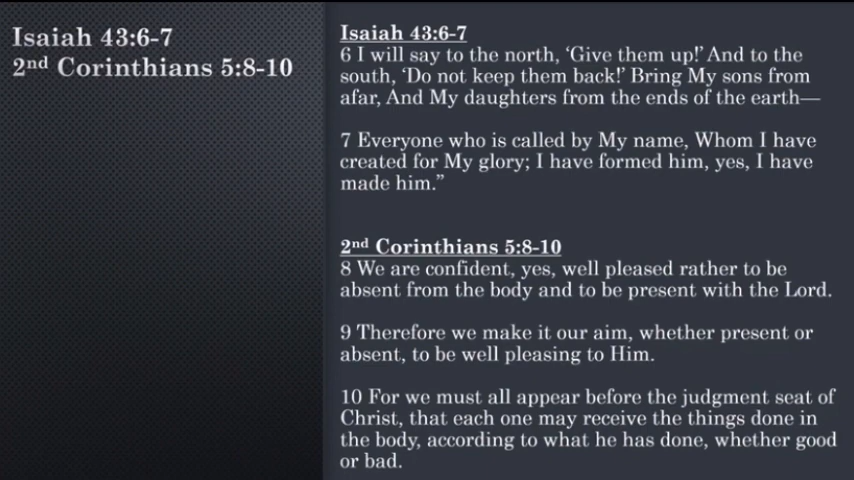 Isaiah 43:6-7
2nd Corinthians 5:8-10
Isaiah 43:6-7
6 I will say to the north, ‘Give them up!’ And to the
south, ‘Do not keep them back!’ Bring My sons from
afar, And My daughters from the ends of the earth—
7 Everyone who is called by My name, Whom I have
created for My glory; I have formed him, yes, I have
made him.”
2nd Corinthians 5:8-10
8 We are confident, yes, well pleased rather to be
absent from the body and to be present with the Lord.
9 Therefore we make it our aim, whether present or
absent, to be well pleasing to Him.
10 For we must all appear before the judgment seat of
Christ, that each one may receive the things done in
the body, according to what he has done, whether good
or bad.